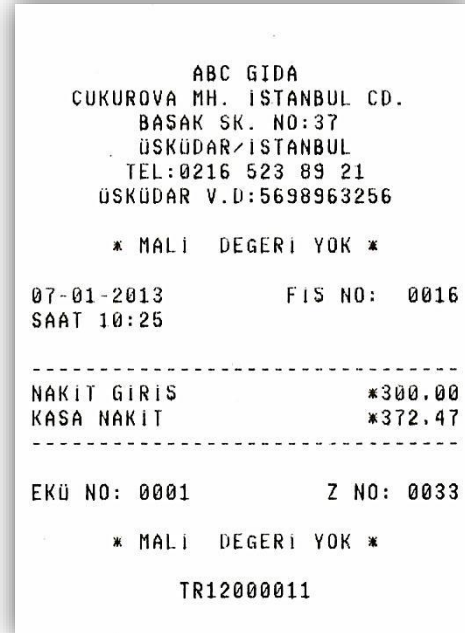 ABC GIDA
CUKUROVA MH. İSTANBUL CD.
BASAK SK. NO:37
ÜSKÜDAR/İSTANBUL
TEL:0216 523 89 21
ÜSKÜDAR V.D:5698963256
* MALİ DEGERİ YOK *
07-01-2013 FİS NO: 0016
SAAT 10:25
NAKİT GİRİS *300.00
KASA NAKİT *372.47
EKÜ NO: 0001 Z NO: 0033
* MALİ DEGERİ YOK *
TR12000011